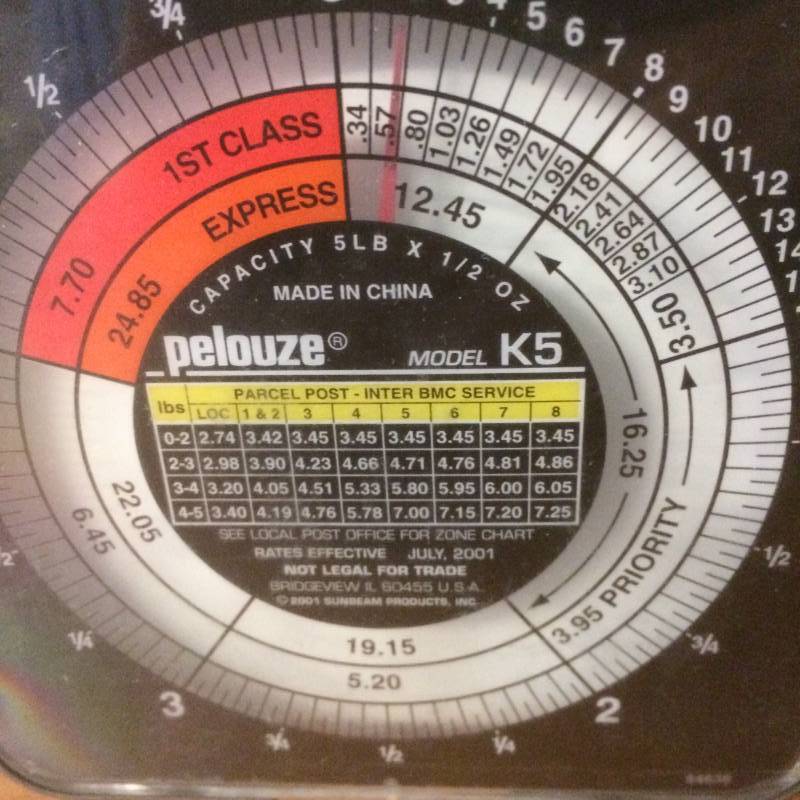 3/4
1/2
4
5
6
7
8
9
10
11
12
13
1ST CLASS
.34
.57
.80
1.03
1.26
1.49
1.72
1.95
2.18
2.41
2.64
2.87
3.10
3.50
7.70
EXPRESS
12.45
24.85
CAPACITY 5LB X 1/2 OZ
MADE IN CHINA
pelouze® MODEL K5
lbs PARCEL POST - INTER BMC SERVICE
LOC 1 & 2 3 4 5 6 7 8
0-2 2.74 3.42 3.45 3.45 3.45 3.45 3.45 3.45
2-3 2.98 3.90 4.23 4.66 4.71 4.76 4.81 4.86
3-4 3.20 4.05 4.51 5.33 5.80 5.95 6.00 6.05
4-5 3.40 4.19 4.76 5.78 7.00 7.15 7.20 7.25
SEE LOCAL POST OFFICE FOR ZONE CHART
RATES EFFECTIVE JULY, 2001
NOT LEGAL FOR TRADE
BRIDGEVIEW IL 60455 U.S.A.
© 2001 SUNBEAM PRODUCTS, INC.
16.25
3.95 PRIORITY
22.05
6.45
19.15
5.20
1/2
3/4
2
1/4
1/2
3/4
3
1/4